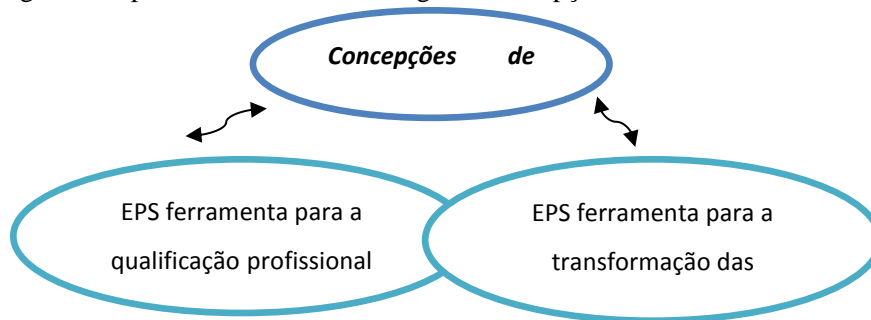 Concepções de
EPS ferramenta para a
qualificação profissional
EPS ferramenta para a
transformação das